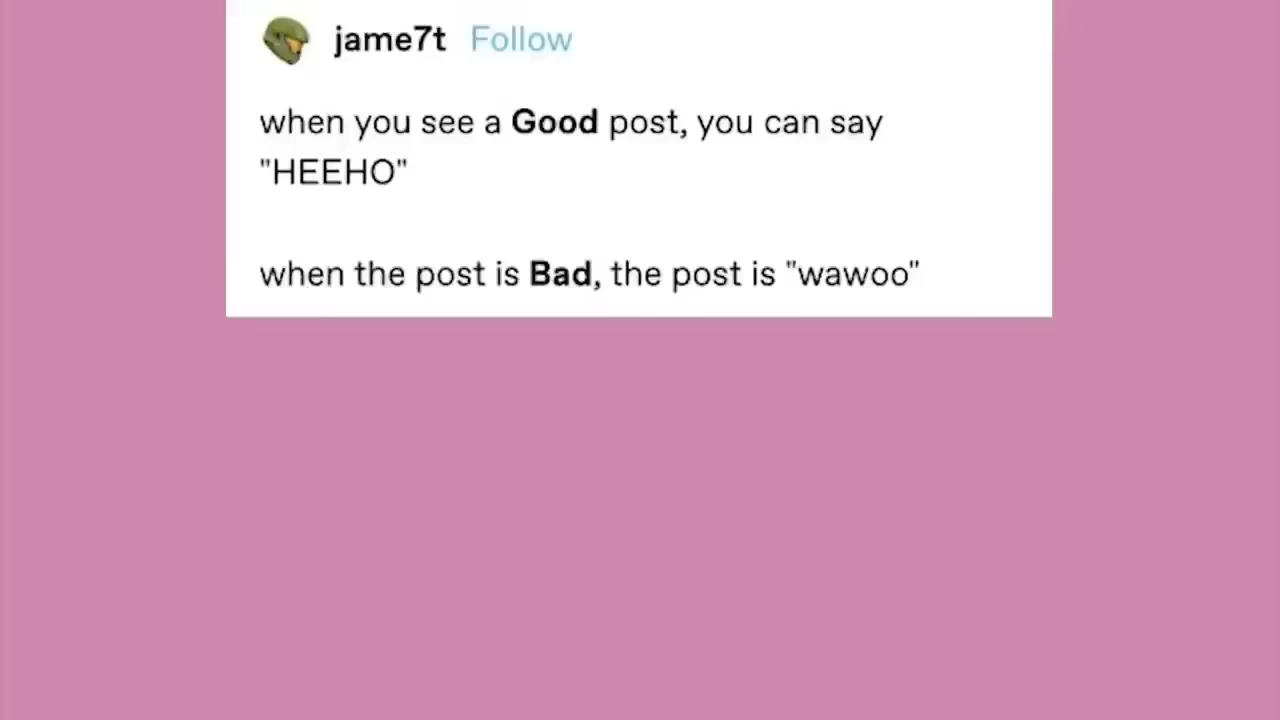 jame7t Follow
when you see a Good post, you can say
"HEEHO"
when the post is Bad, the post is "wawoo"